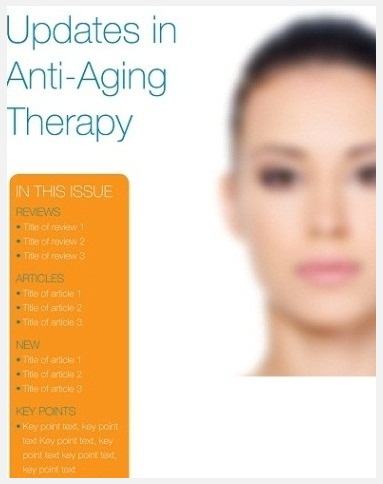 Updates in
Anti-Aging
Therapy
IN THIS ISSUE
REVIEWS
• Title of review 1
• Title of review 2
• Title of review 3
ARTICLES
• Title of article 1
• Title of article 2
• Title of article 3
NEW
• Title of article 1
• Title of article 2
• Title of article 3
KEY POINTS
• Key point text, key point
text Key point text, key
point text key point text,
key point text